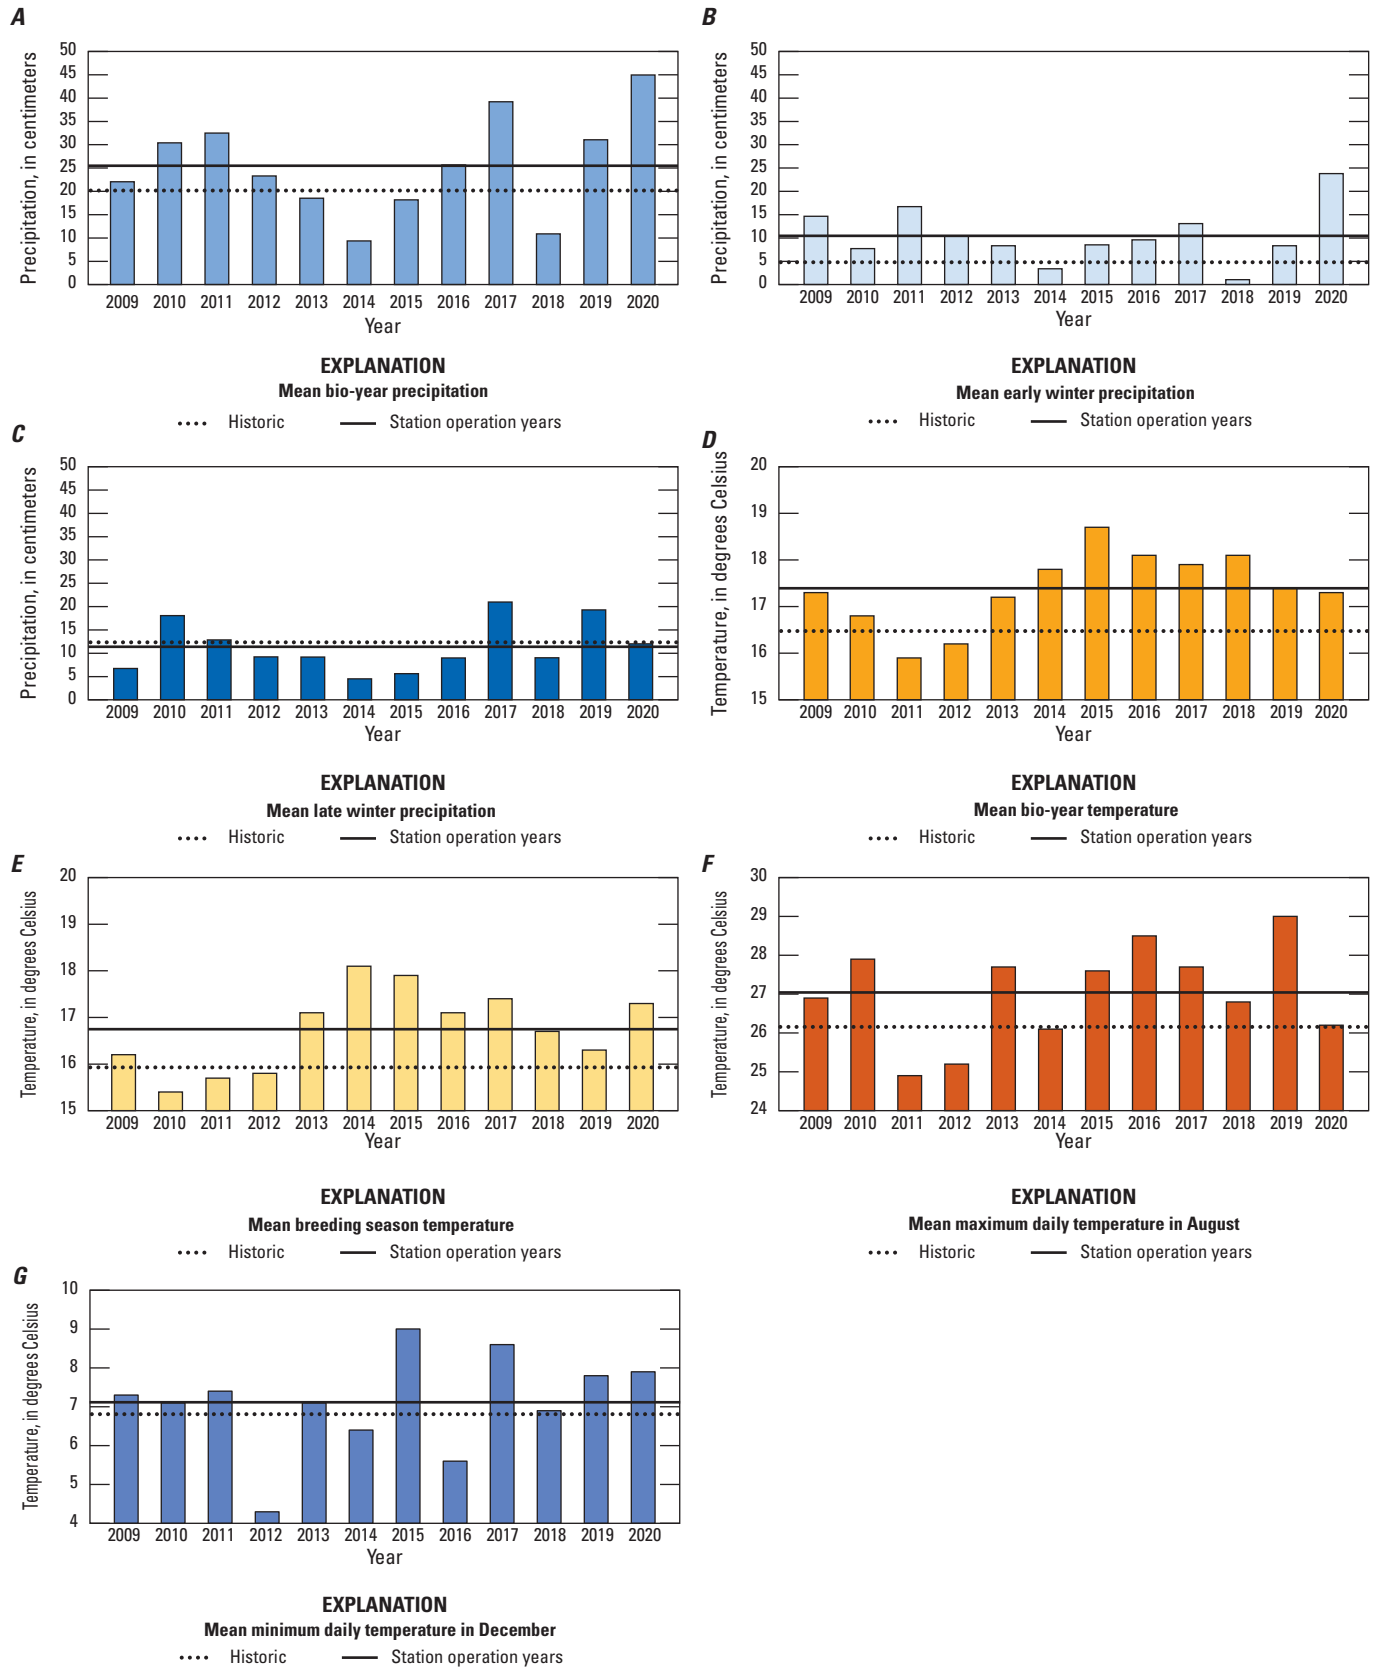 A
Precipitation, in centimeters
50
45
40
35
30
25
20
15
10
5
0
2009 2010 2011 2012 2013 2014 2015 2016 2017 2018 2019 2020
Year
EXPLANATION
Mean bio-year precipitation
Historic Station operation years
B
Precipitation, in centimeters
50
45
40
35
30
25
20
15
10
5
0
2009 2010 2011 2012 2013 2014 2015 2016 2017 2018 2019 2020
Year
EXPLANATION
Mean early winter precipitation
Historic Station operation years
C
Precipitation, in centimeters
50
45
40
35
30
25
20
15
10
5
0
2009 2010 2011 2012 2013 2014 2015 2016 2017 2018 2019 2020
Year
EXPLANATION
Mean late winter precipitation
Historic Station operation years
D
Temperature, in degrees Celsius
20
19
18
17
16
15
2009 2010 2011 2012 2013 2014 2015 2016 2017 2018 2019 2020
Year
EXPLANATION
Mean bio-year temperature
Historic Station operation years
E
Temperature, in degrees Celsius
20
19
18
17
16
15
2009 2010 2011 2012 2013 2014 2015 2016 2017 2018 2019 2020
Year
EXPLANATION
Mean breeding season temperature
Historic Station operation years
F
Temperature, in degrees Celsius
30
29
28
27
26
25
24
2009 2010 2011 2012 2013 2014 2015 2016 2017 2018 2019 2020
Year
EXPLANATION
Mean maximum daily temperature in August
Historic Station operation years
G
Temperature, in degrees Celsius
10
9
8
7
6
5
4
2009 2010 2011 2012 2013 2014 2015 2016 2017 2018 2019 2020
Year
EXPLANATION
Mean minimum daily temperature in December
Historic Station operation years